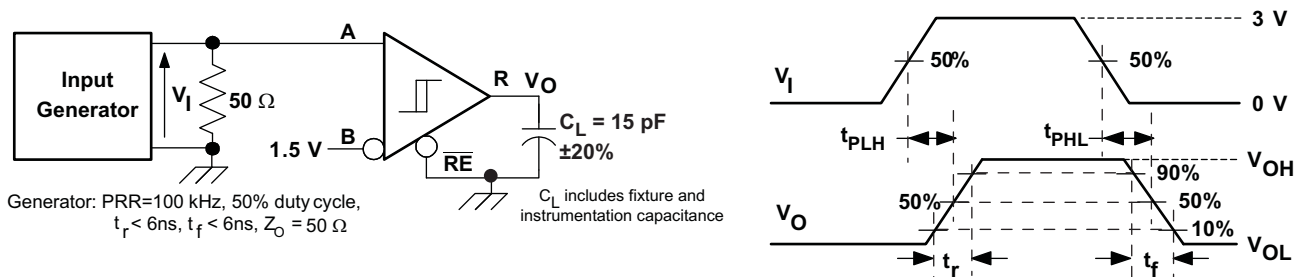 Input
Generator
V_I
50 Ω
A
B
1.5 V
R
V_O
RE
C_L = 15 pF
±20%
Generator: PRR=100 kHz, 50% duty cycle,
t_r < 6ns, t_f < 6ns, Z_O = 50 Ω
C_L includes fixture and
instrumentation capacitance
3 V
50%
50%
V_I
0 V
t_PLH
t_PHL
V_OH
90%
50%
50%
V_O
10%
V_OL
t_r
t_f